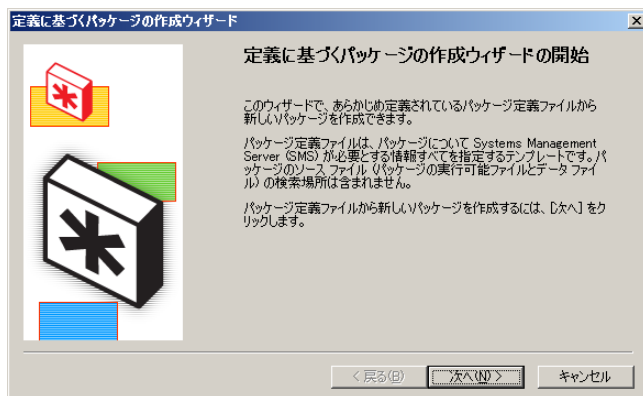 定義に基づくパッケージの作成ウィザード
定義に基づくパッケージの作成ウィザードの開始
このウィザードで、あらかじめ定義されているパッケージ定義ファイルから
新しいパッケージを作成できます。
パッケージ定義ファイルは、パッケージについて Systems Management
Server (SMS) が必要とする情報すべてを指定するテンプレートです。パ
ッケージのソース ファイル (パッケージの実行可能ファイルとデータ ファイ
ル) の検索場所は含まれません。
パッケージ定義ファイルから新しいパッケージを作成するには、[次へ] をク
リックします。
< 戻る(B) 次へ(N) > キャンセル